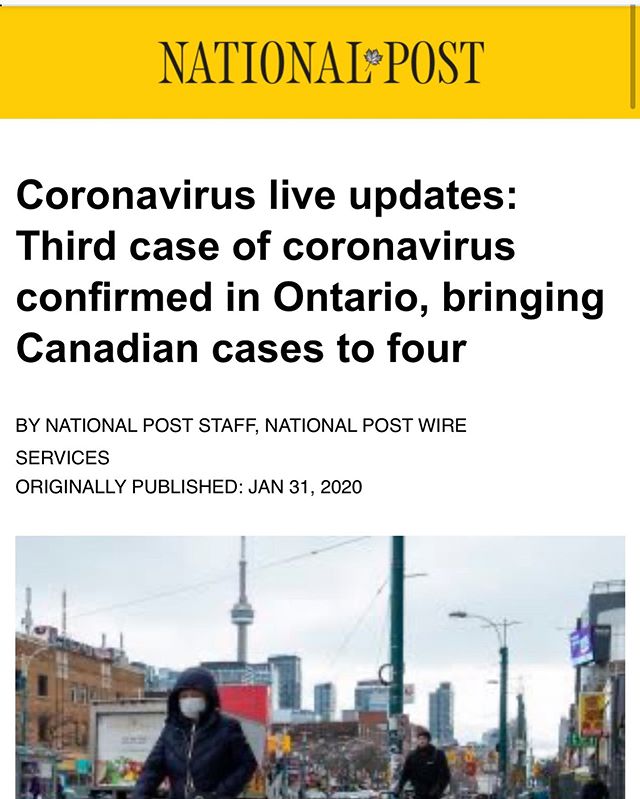 NATIONAL POST
Coronavirus live updates:
Third case of coronavirus
confirmed in Ontario, bringing
Canadian cases to four
BY NATIONAL POST STAFF, NATIONAL POST WIRE
SERVICES
ORIGINALLY PUBLISHED: JAN 31, 2020